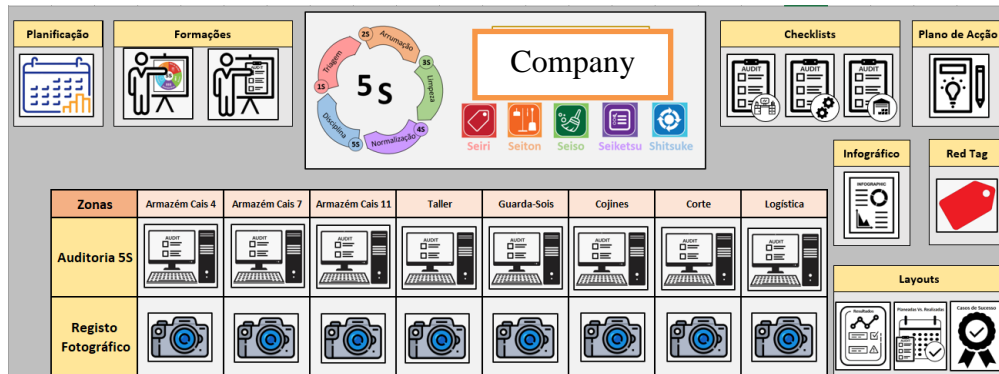 Planificação
Formações
Checklists
Plano de Acção
1S
Triagem
2S
Arrumação
3S
Limpeza
4S
Normalização
5S
Disciplina
5 S
Company
Seiri
Seiton
Seiso
Seiketsu
Shitsuke
AUDIT
AUDIT
AUDIT
Infográfico
Red Tag
INFOGRAPHIC
Zonas
Armazém Cais 4
Armazém Cais 7
Armazém Cais 11
Taller
Guarda-Sois
Cojines
Corte
Logística
Auditoria 5S
AUDIT
AUDIT
AUDIT
AUDIT
AUDIT
AUDIT
AUDIT
AUDIT
Registo
Fotográfico
Layouts
Resultados
Planeadas Vs. Realizadas
Casos de Sucesso